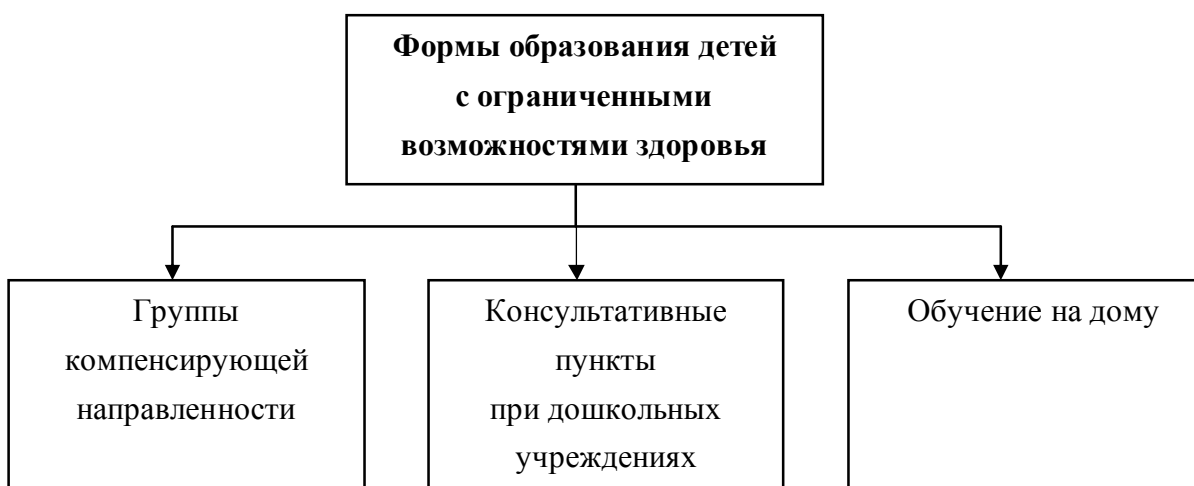 Формы образования детей
с ограниченными
возможностями здоровья
Группы
компенсирующей
направленности
Консультативные
пункты
при дошкольных
учреждениях
Обучение на дому